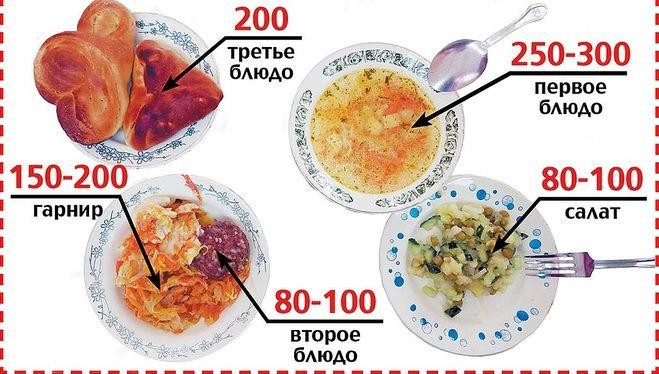 200
третье
блюдо
250-300
первое
блюдо
150-200
гарнир
80-100
салат
80-100
второе
блюдо